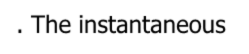 . The instantaneous